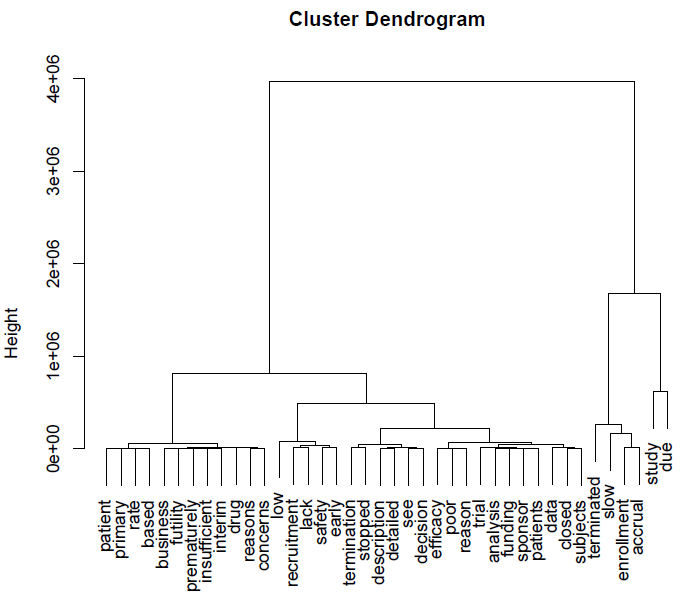 Cluster Dendrogram
Height
4e+06
3e+06
2e+06
1e+06
0e+00
patient
primary
rate
based
business
futility
prematurely
insufficient
interim
drug
reasons
concerns
low
recruitment
lack
safety
early
termination
stopped
description
detailed
see
decision
efficacy
poor
reason
trial
analysis
funding
sponsor
patients
data
closed
subjects
terminated
slow
enrollment
accrual
study
due